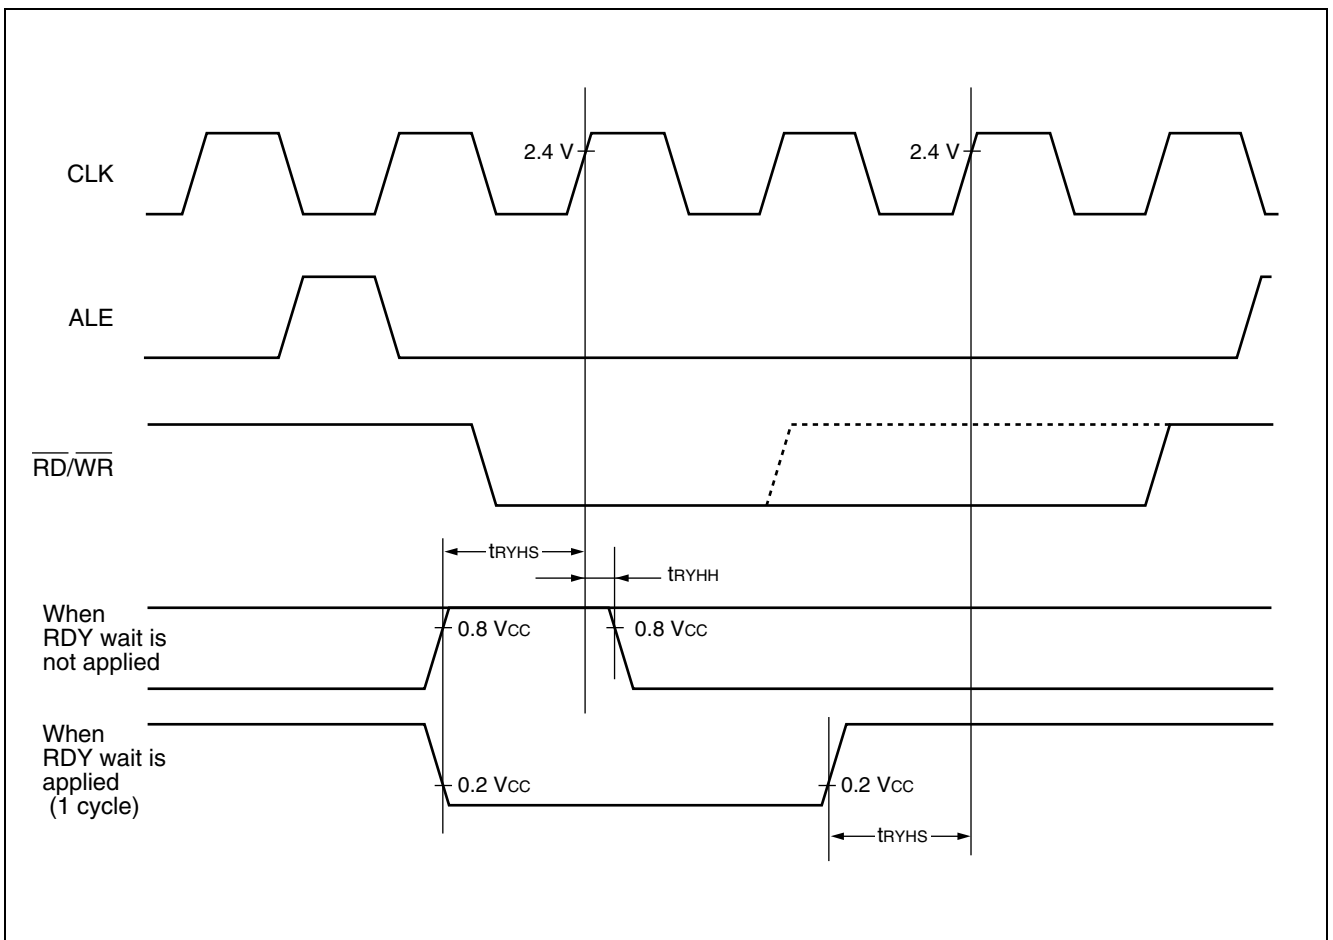 2.4 V
2.4 V
CLK
ALE
RD/WR
tRYHS
tRYHH
When
RDY wait is
not applied
0.8 VCC
0.8 VCC
When
RDY wait is
applied
(1 cycle)
0.2 VCC
0.2 VCC
tRYHS